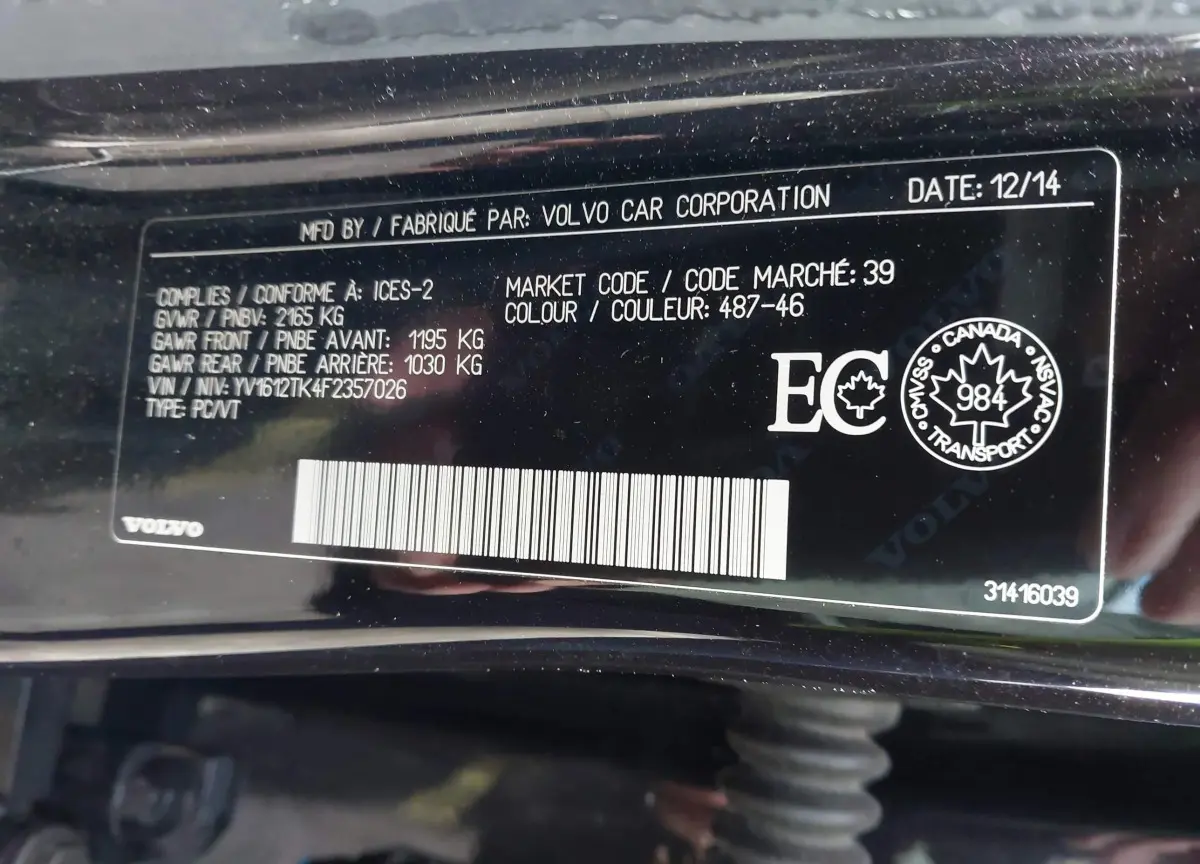 MFD BY / FABRIQUÉ PAR: VOLVO CAR CORPORATION
DATE: 12/14
COMPLIES / CONFORME À: ICES-2
GVWR / PNBV: 2165 KG
GAWR FRONT / PNBE AVANT: 1195 KG
GAWR REAR / PNBE ARRIÈRE: 1030 KG
VIN / NIV: YV1612TK4F2357026
TYPE: PC/VT
MARKET CODE / CODE MARCHÉ: 39
COLOUR / COULEUR: 487-46
EC
CANADA
CMVSS
NSVAC
984
TRANSPORT
VOLVO
31416039